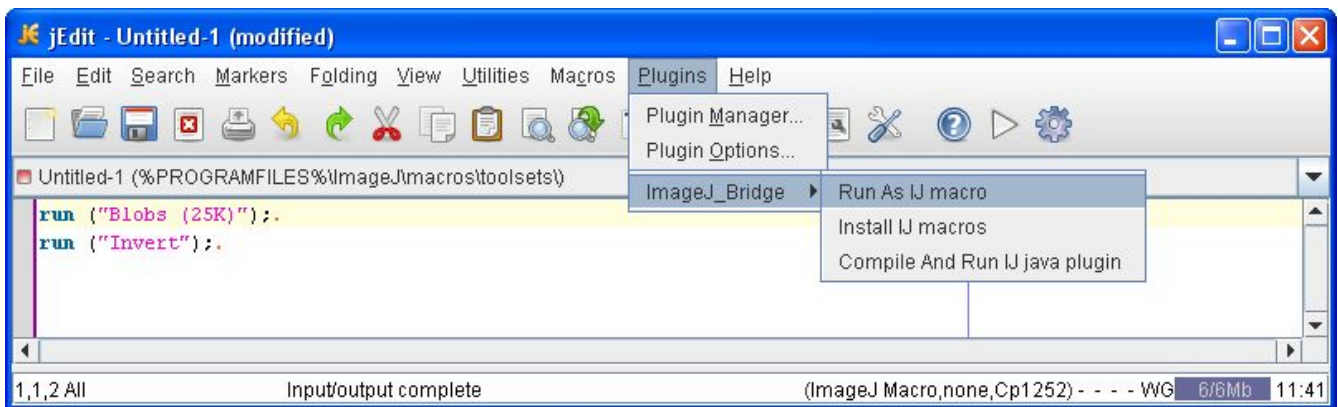 jEdit - Untitled-1 (modified)
File Edit Search Markers Folding View Utilities Macros Plugins Help
Plugin Manager...
Plugin Options...
Untitled-1 (%PROGRAMFILES%\ImageJ\macros\toolsets\)
ImageJ_Bridge
Run As IJ macro
Install IJ macros
Compile And Run IJ java plugin
run ("Blobs (25K)");.
run ("Invert");.
1,1,2 All Input/output complete (ImageJ Macro,none,Cp1252) - - - - WG 6/6Mb 11:41